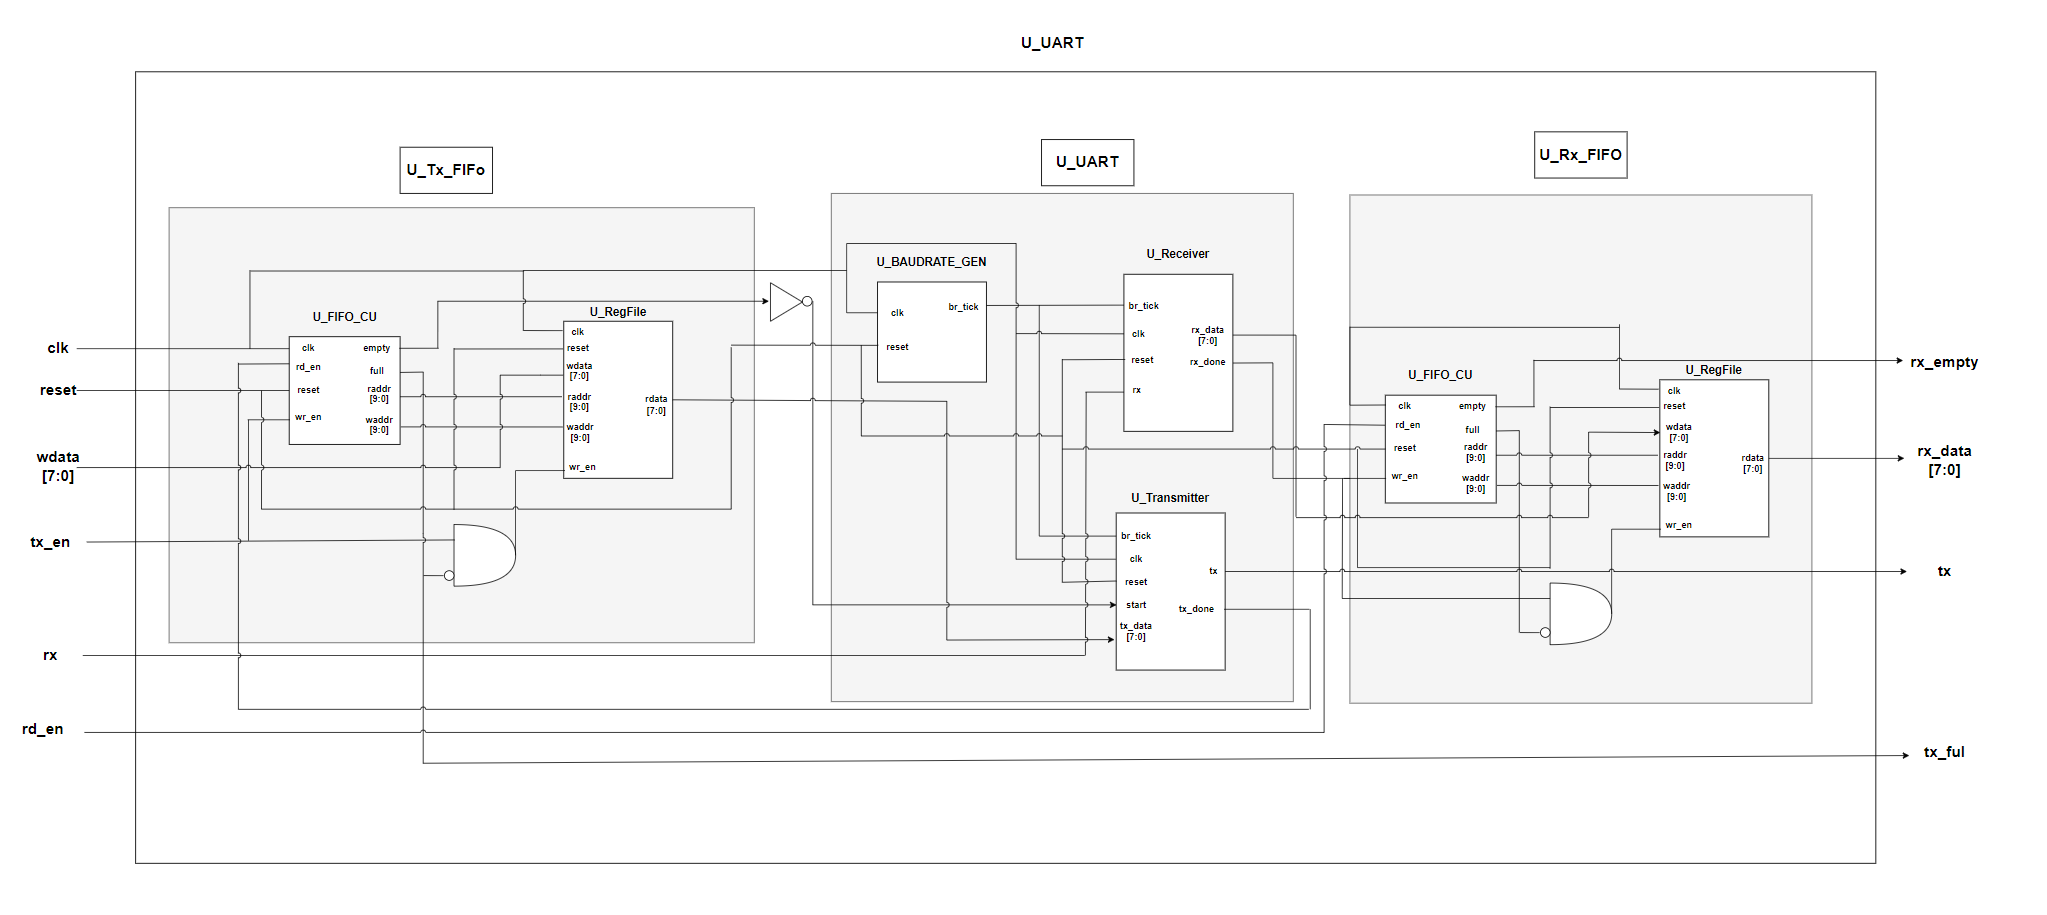 U_UART
U_Tx_FIFo
U_UART
U_Rx_FIFO
clk
reset
wdata
[7:0]
tx_en
rx
rd_en
U_FIFO_CU
clk
rd_en
reset
wr_en
empty
full
raddr
[9:0]
waddr
[9:0]
U_RegFile
clk
reset
wdata
[7:0]
raddr
[9:0]
waddr
[9:0]
wr_en
rdata
[7:0]
U_BAUDRATE_GEN
clk
reset
br_tick
U_Receiver
br_tick
clk
reset
rx
rx_data
[7:0]
rx_done
U_Transmitter
br_tick
clk
reset
start
tx_data
[7:0]
tx
tx_done
U_FIFO_CU
clk
rd_en
reset
wr_en
empty
full
raddr
[9:0]
waddr
[9:0]
U_RegFile
clk
reset
wdata
[7:0]
raddr
[9:0]
waddr
[9:0]
wr_en
rdata
[7:0]
rx_empty
rx_data
[7:0]
tx
tx_ful